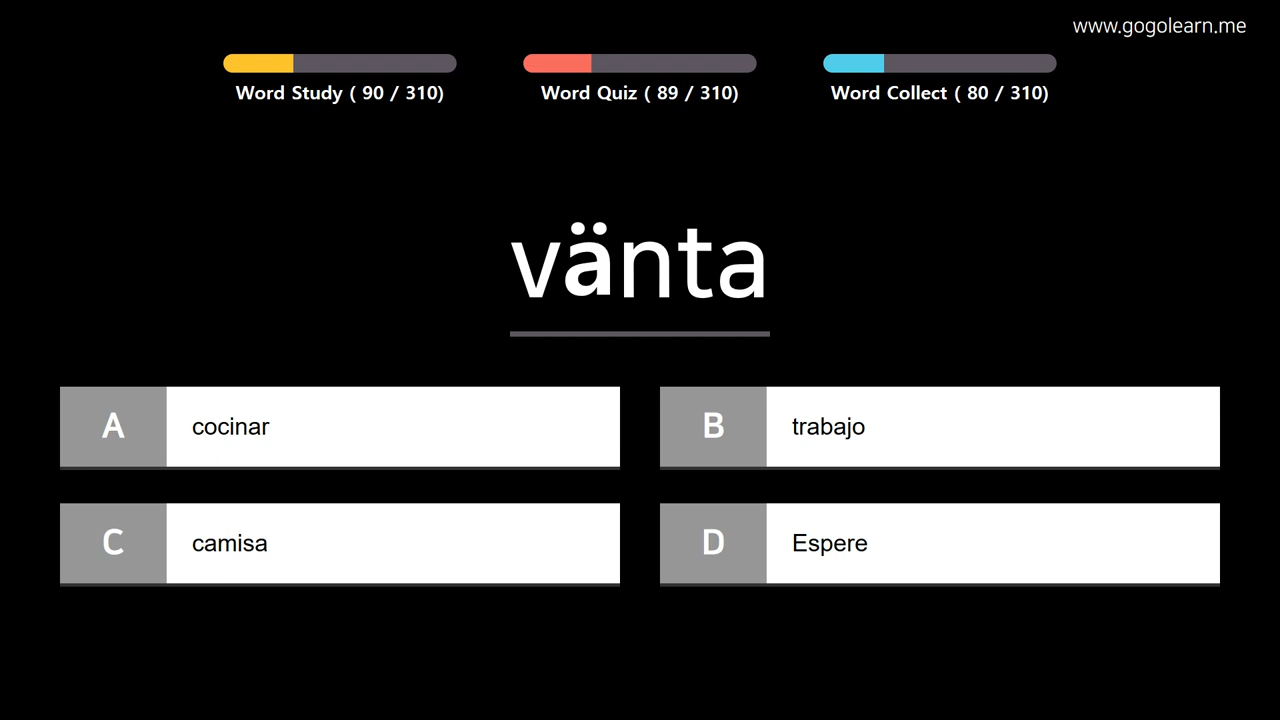 www.gogolearn.me
Word Study ( 90 / 310)
Word Quiz ( 89 / 310)
Word Collect ( 80 / 310)
vänta
A cocinar
B trabajo
C camisa
D Espere